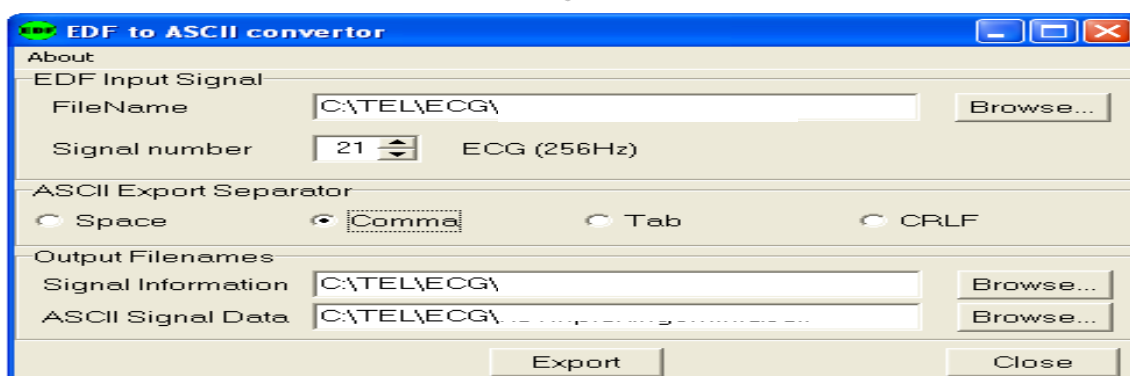 EDF EDF to ASCII convertor
About
EDF Input Signal
FileName C:\TEL\ECG\ Browse...
Signal number 21 ECG (256Hz)
ASCII Export Separator
Space Comma Tab CRLF
Output Filenames
Signal Information C:\TEL\ECG\ Browse...
ASCII Signal Data C:\TEL\ECG\ Browse...
Export Close